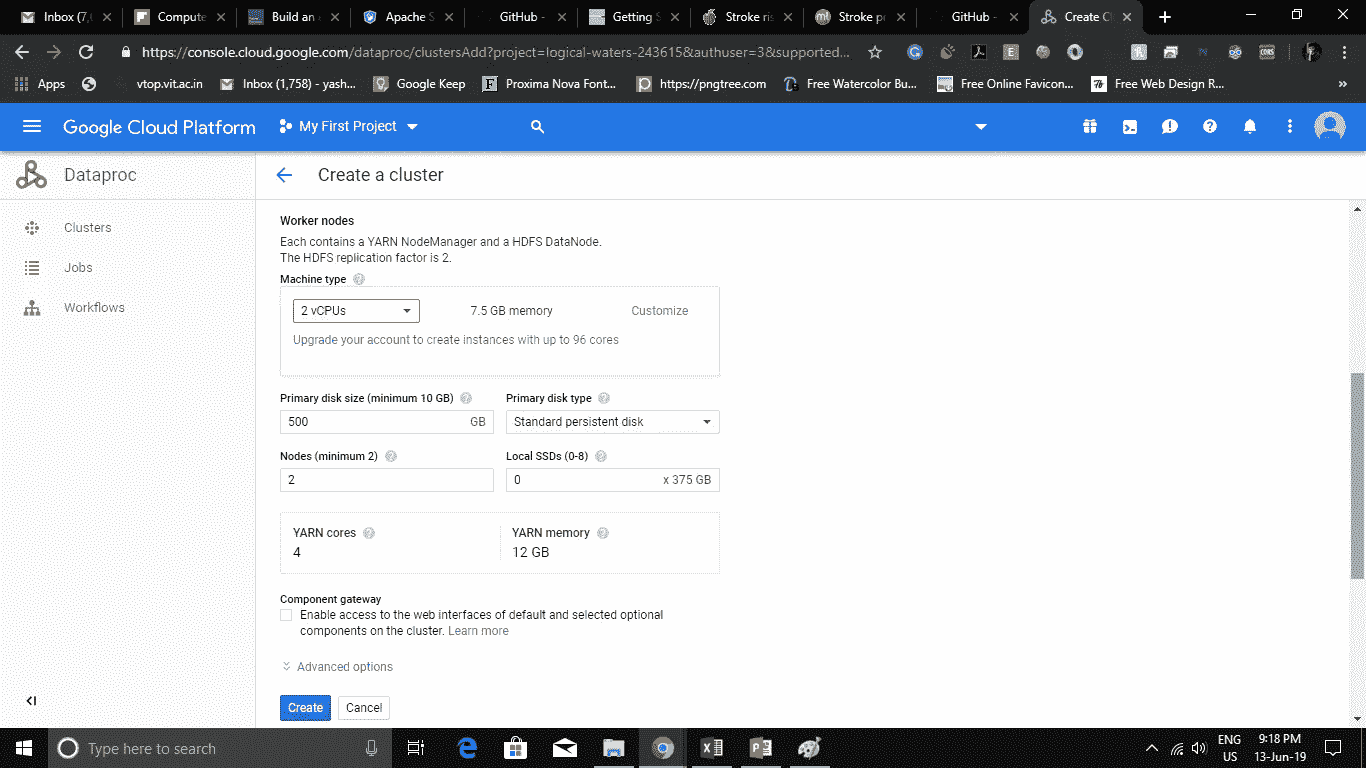 Inbox (7,
Compute
Build an
Apache S
GitHub -
Getting S
Stroke ris
Stroke p
GitHub -
Create Cl
https://console.cloud.google.com/dataproc/clustersAdd?project=logical-waters-243615&authuser=3&supported...
Apps
vtop.vit.ac.in
Inbox (1,758) - yash...
Google Keep
Proxima Nova Font...
https://pngtree.com
Free Watercolor Bu...
Free Online Favicon...
Free Web Design R...
»
Google Cloud Platform
My First Project
Dataproc
Create a cluster
Clusters
Jobs
Workflows
Worker nodes
Each contains a YARN NodeManager and a HDFS DataNode.
The HDFS replication factor is 2.
Machine type
2 vCPUs
7.5 GB memory
Customize
Upgrade your account to create instances with up to 96 cores
Primary disk size (minimum 10 GB)
Primary disk type
500 GB
Standard persistent disk
Nodes (minimum 2)
Local SSDs (0-8)
2
0 x 375 GB
YARN cores
YARN memory
4
12 GB
Component gateway
Enable access to the web interfaces of default and selected optional
components on the cluster. Learn more
Advanced options
Create
Cancel
Type here to search
ENG
US
9:18 PM
13-Jun-19